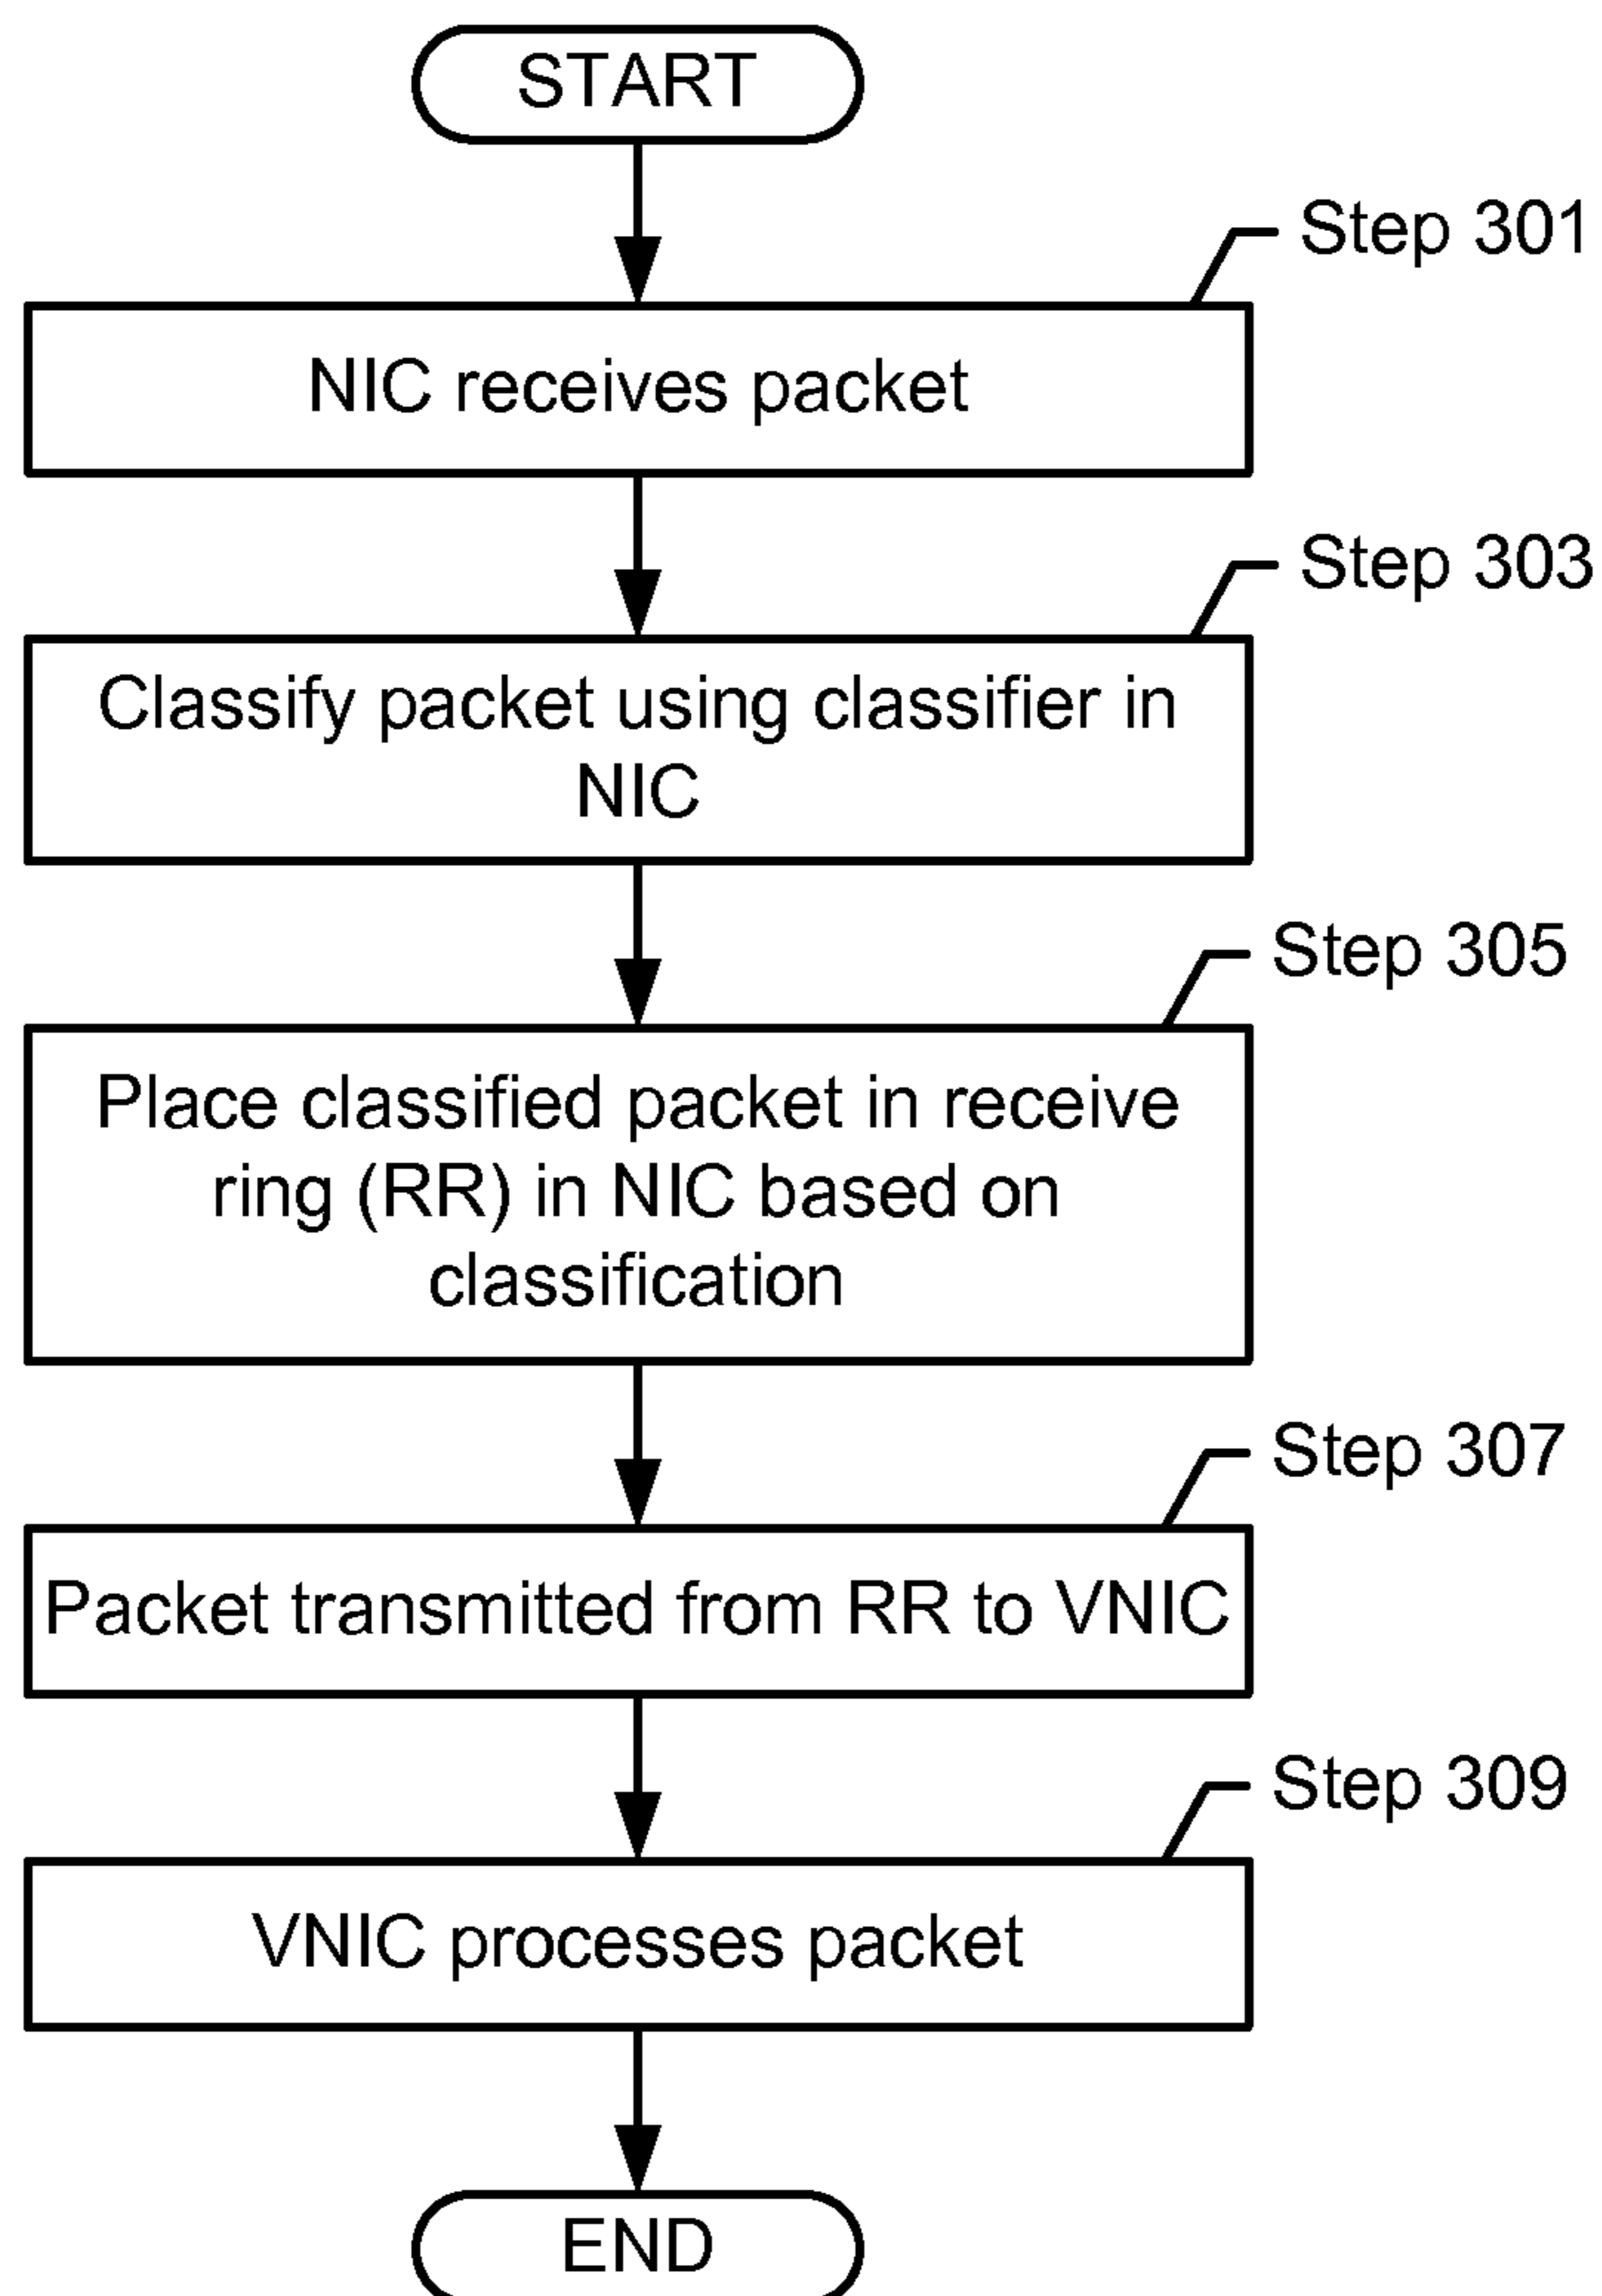 START
Step 301
NIC receives packet
Step 303
Classify packet using classifier in
NIC
Step 305
Place classified packet in receive
ring (RR) in NIC based on
classification
Step 307
Packet transmitted from RR to VNIC
Step 309
VNIC processes packet
END